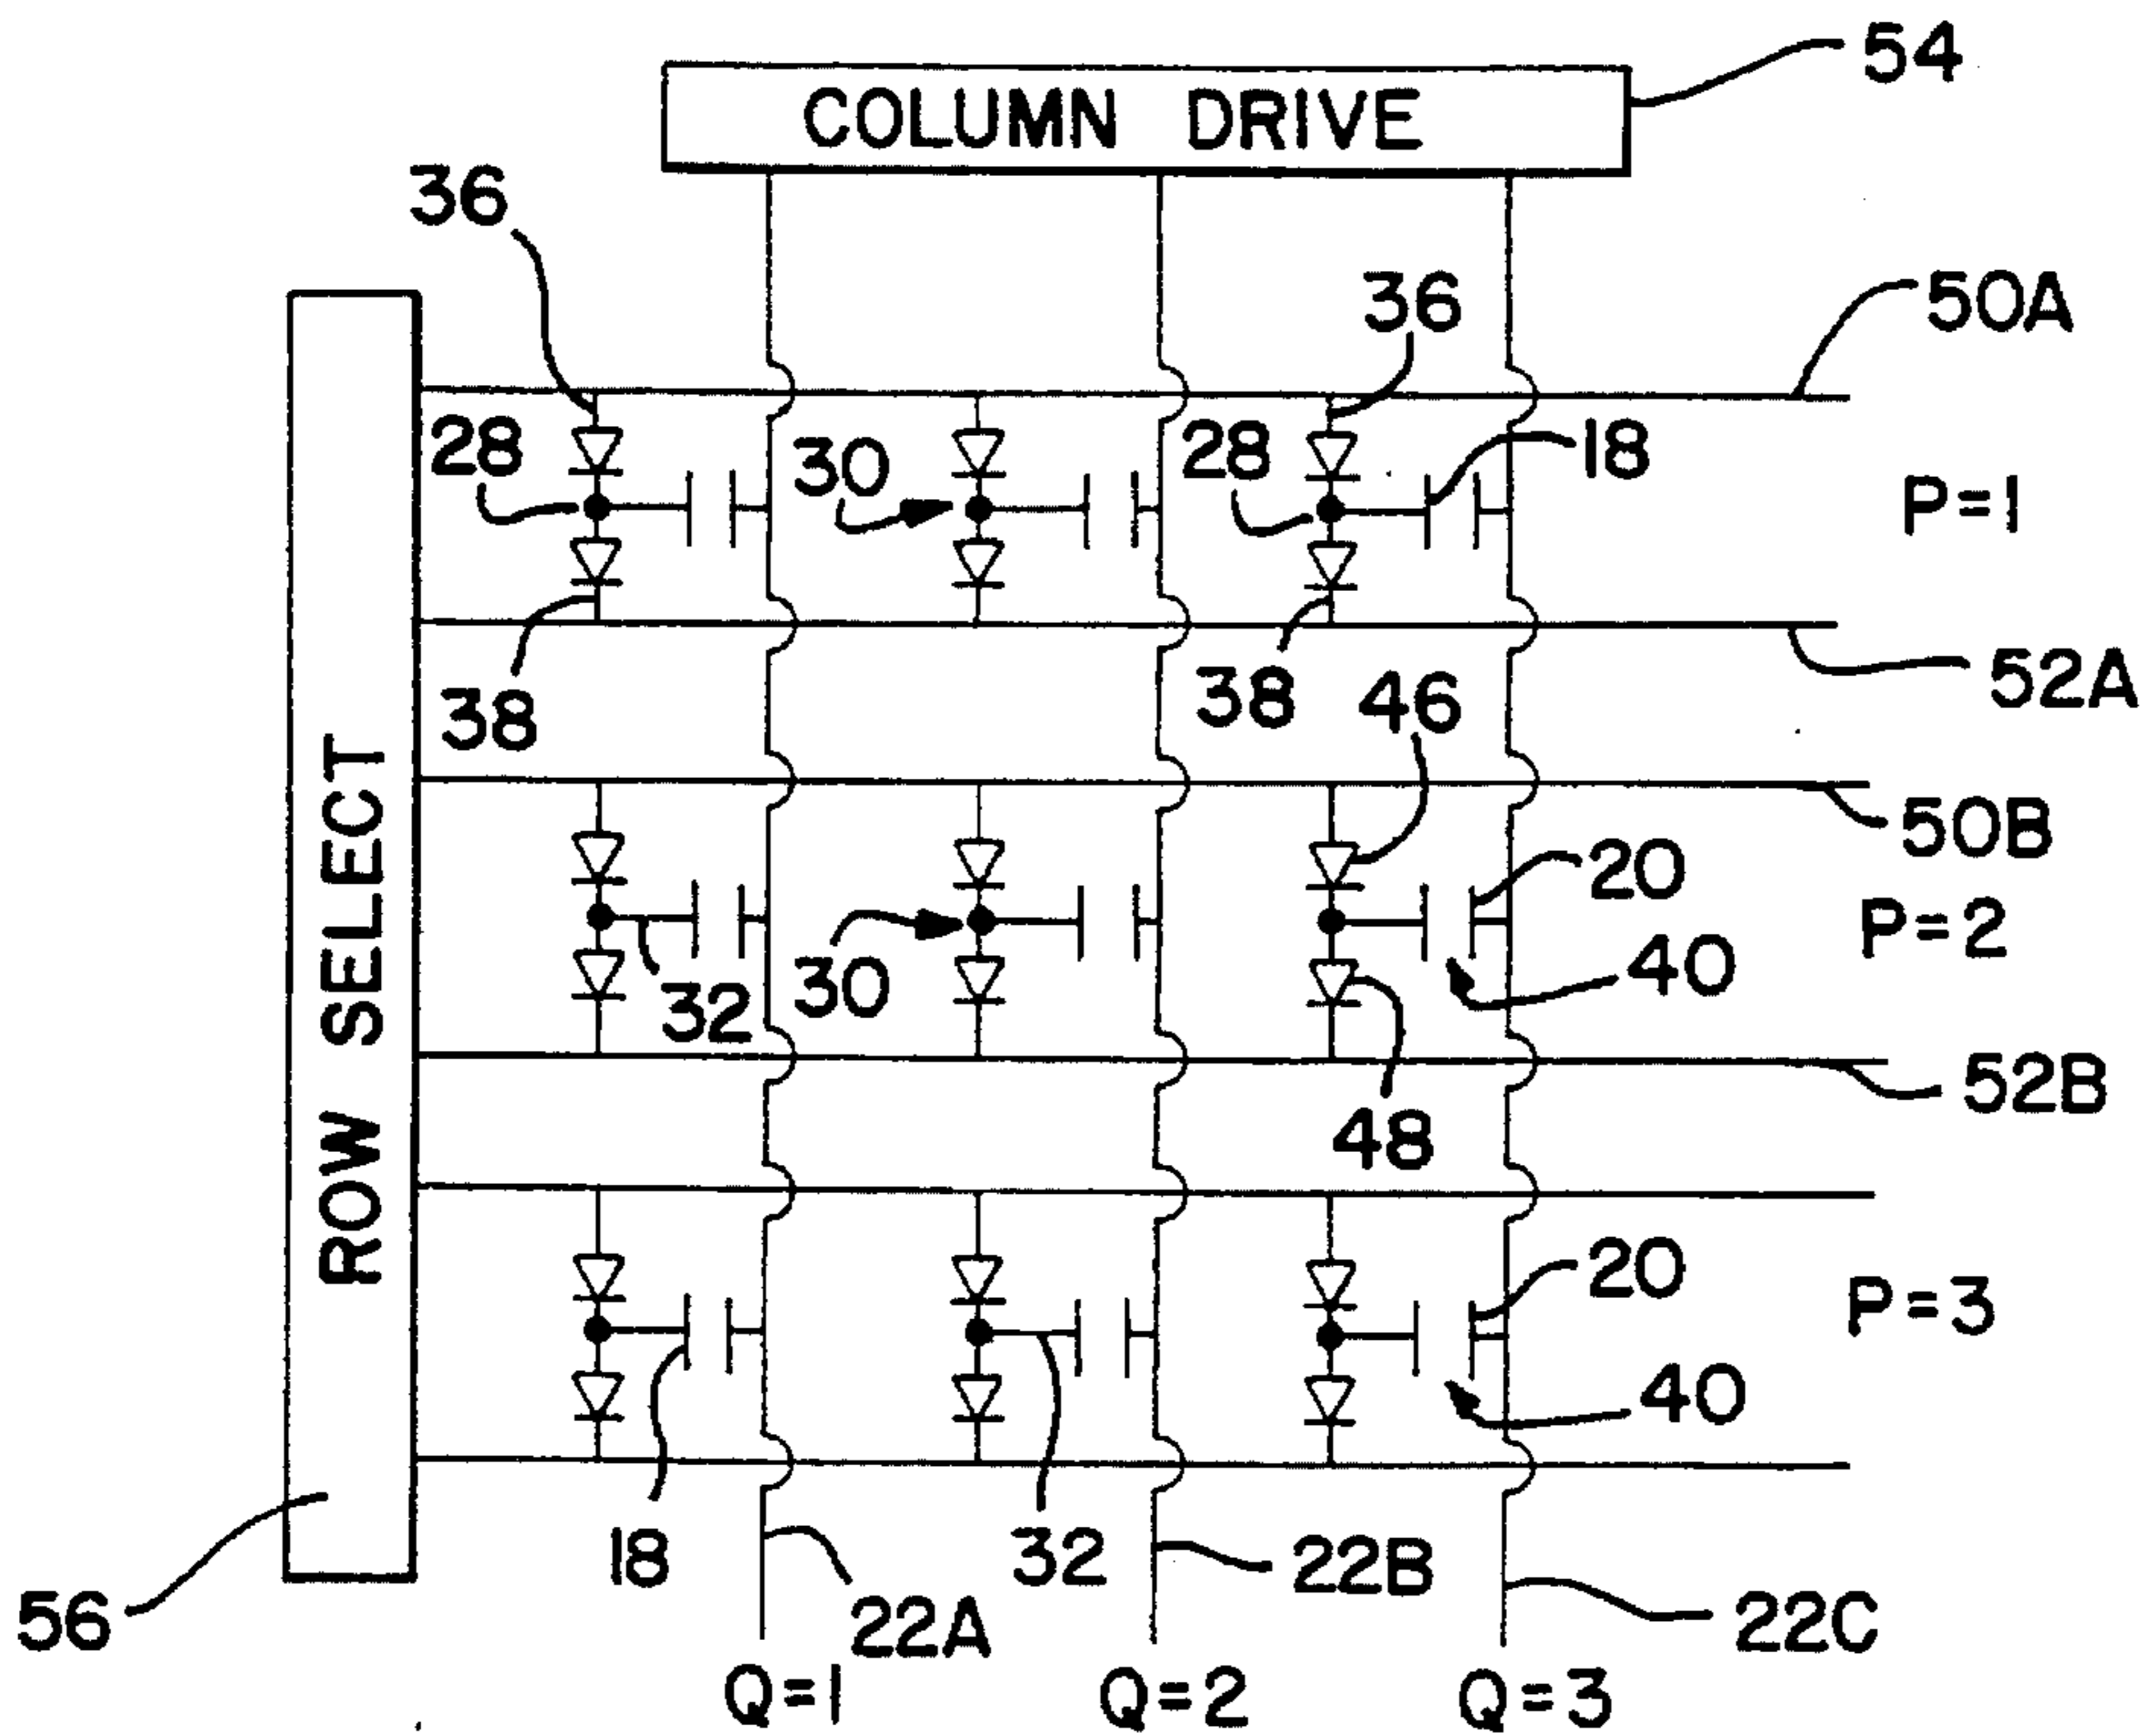 54
COLUMN DRIVE
36
36
50A
28
30
28
18
P=1
38
38
46
52A
ROW SELECT
50B
20
P=2
32
30
40
48
52B
20
P=3
40
18
32
22B
56
22A
22C
Q=1
Q=2
Q=3